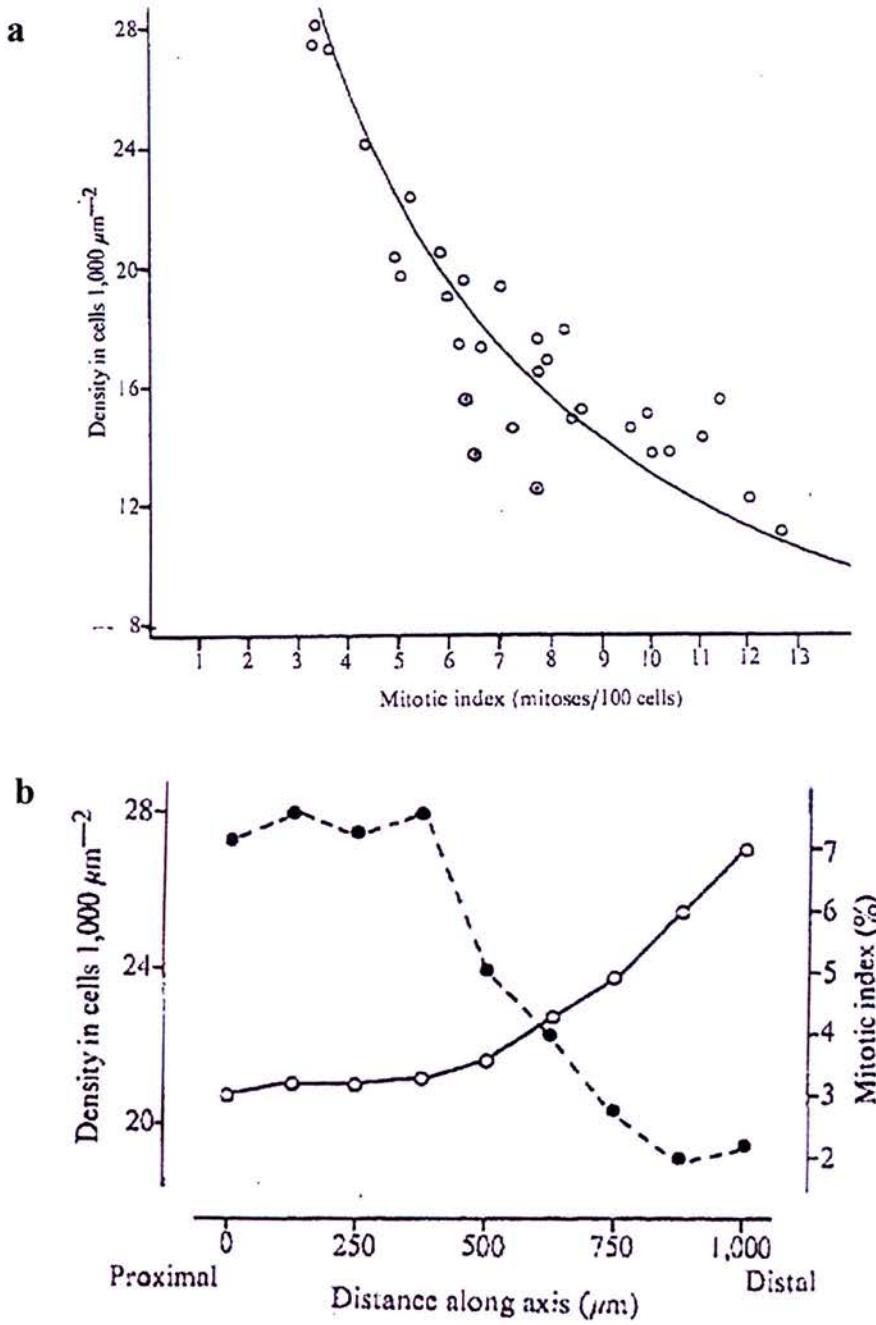 a
28
24
20
16
12
8
Density in cells 1,000 μm—2
1 2 3 4 5 6 7 8 9 10 11 12 13
Mitotic index (mitoses/100 cells)
b
28
24
20
Density in cells 1,000 μm—2
7
6
5
4
3
2
Mitotic index (%)
0 250 500 750 1,000
Proximal Distal
Distance along axis (μm)